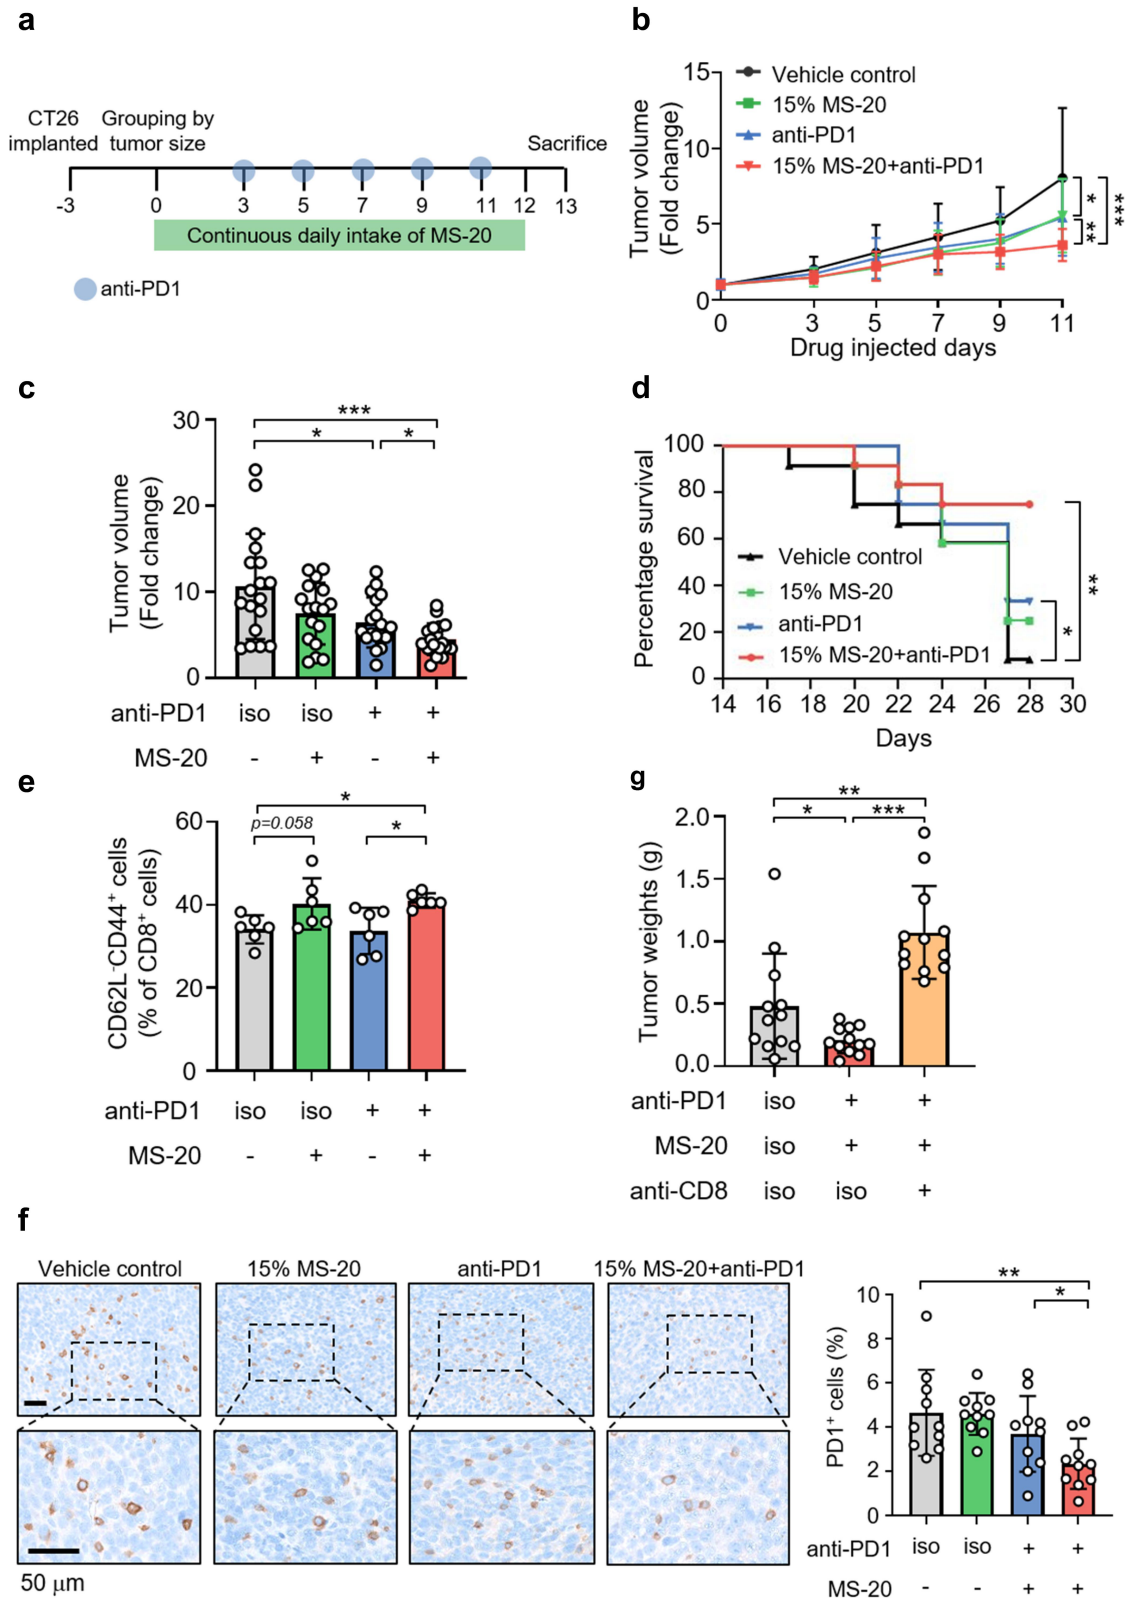 a
CT26
implanted
Grouping by
tumor size
Sacrifice
-3 0 3 5 7 9 11 12 13
Continuous daily intake of MS-20
anti-PD1
b
Tumor volume
(Fold change)
15
10
5
0
Vehicle control
15% MS-20
anti-PD1
15% MS-20+anti-PD1
*
**
***
0 3 5 7 9 11
Drug injected days
c
Tumor volume
(Fold change)
30
20
10
0
***
* *
anti-PD1 iso iso + +
MS-20 - + - +
d
Percentage survival
100
80
60
40
20
0
Vehicle control
15% MS-20
anti-PD1
15% MS-20+anti-PD1
*
**
14 16 18 20 22 24 26 28 30
Days
e
CD62L-CD44+ cells
(% of CD8+ cells)
60
40
20
0
*
p=0.058
*
anti-PD1 iso iso + +
MS-20 - + - +
g
Tumor weights (g)
2.0
1.5
1.0
0.5
0.0
**
* ***
anti-PD1 iso + +
MS-20 iso + +
anti-CD8 iso iso +
f
Vehicle control 15% MS-20 anti-PD1 15% MS-20+anti-PD1
50 μm
PD1+ cells (%)
10
8
6
4
2
0
**
*
anti-PD1 iso iso + +
MS-20 - - + +